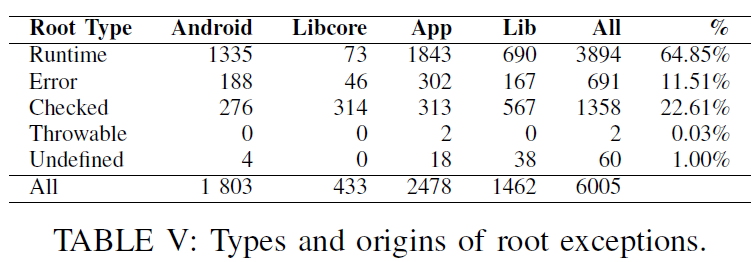 Root Type Android Libcore App Lib All %
Runtime 1335 73 1843 690 3894 64.85%
Error 188 46 302 167 691 11.51%
Checked 276 314 313 567 1358 22.61%
Throwable 0 0 2 0 2 0.03%
Undefined 4 0 18 38 60 1.00%
All 1 803 433 2478 1462 6005
TABLE V: Types and origins of root exceptions.